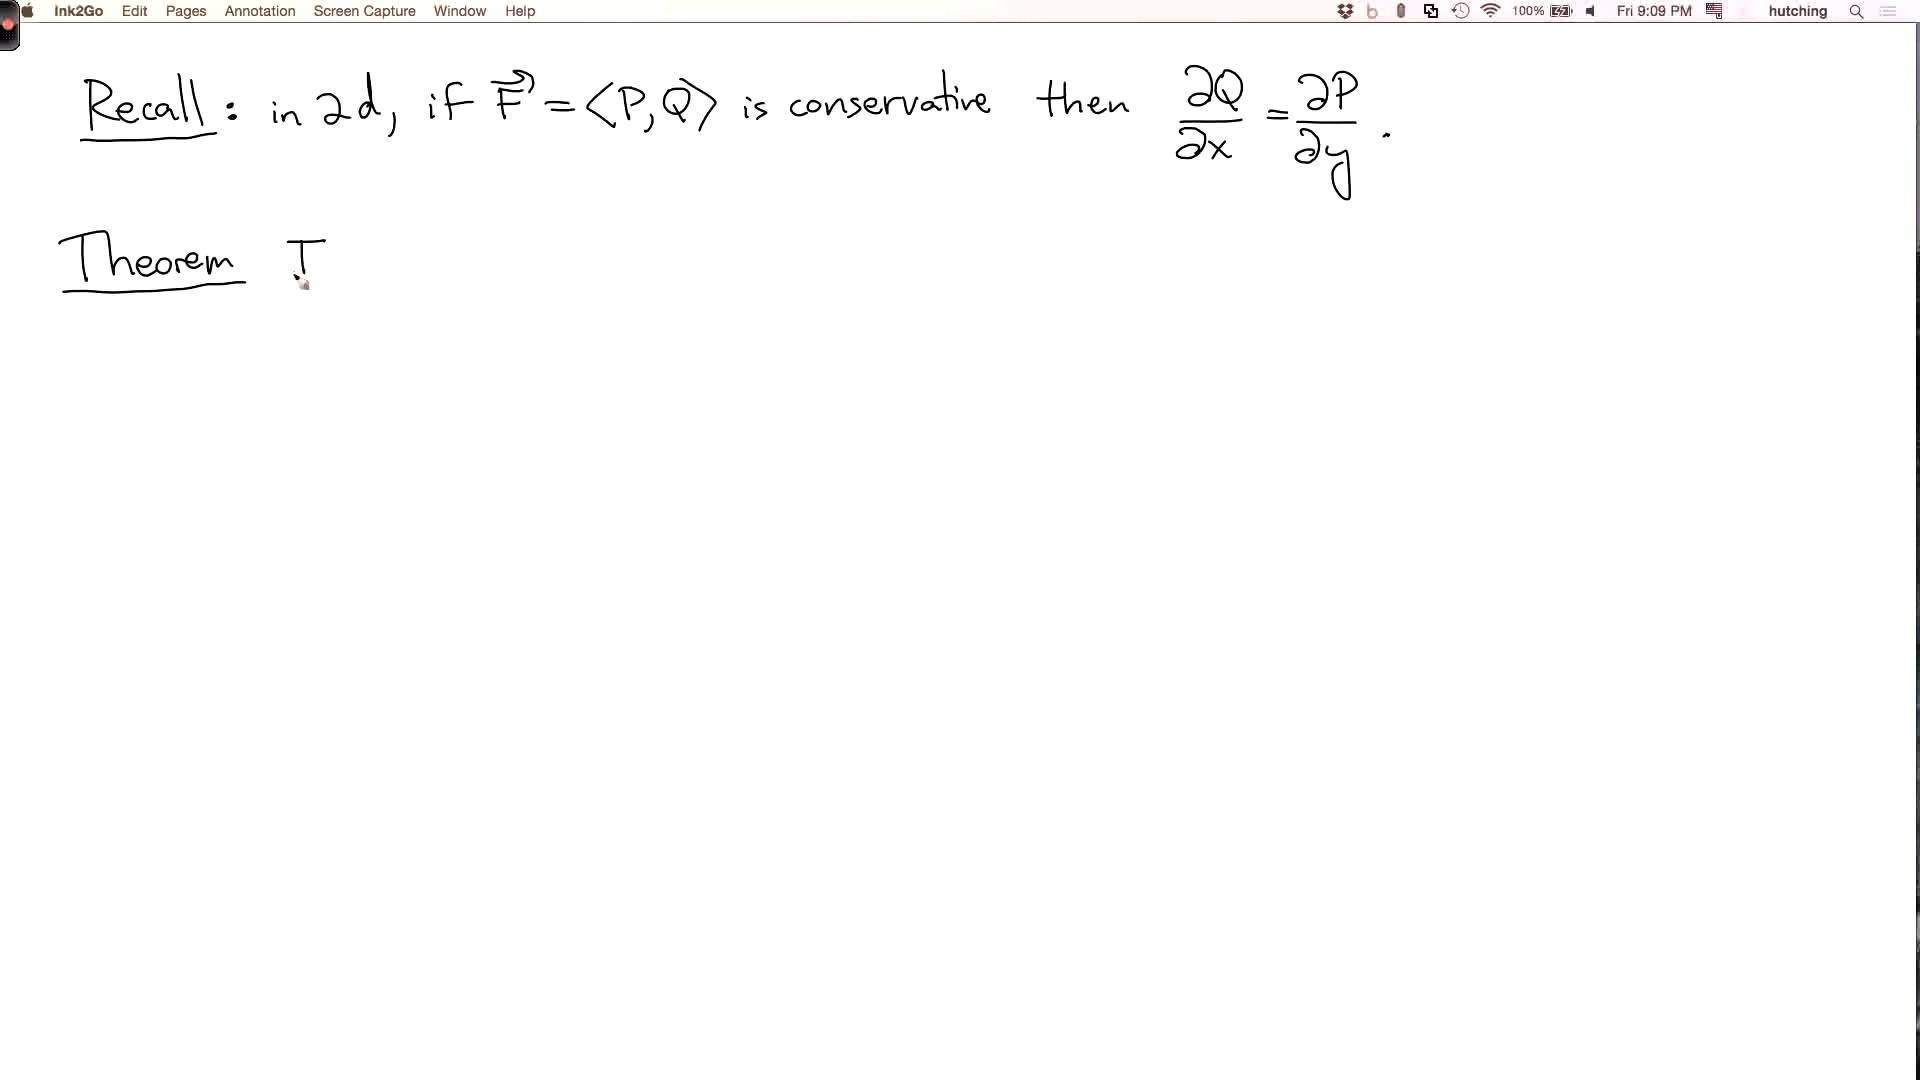 Ink2Go Edit Pages Annotation Screen Capture Window Help 100% Fri 9:09 PM hutching
Recall: in 2d, if F⃗ = ⟨P, Q⟩ is conservative then ∂Q/∂x = ∂P/∂y.
Theorem T